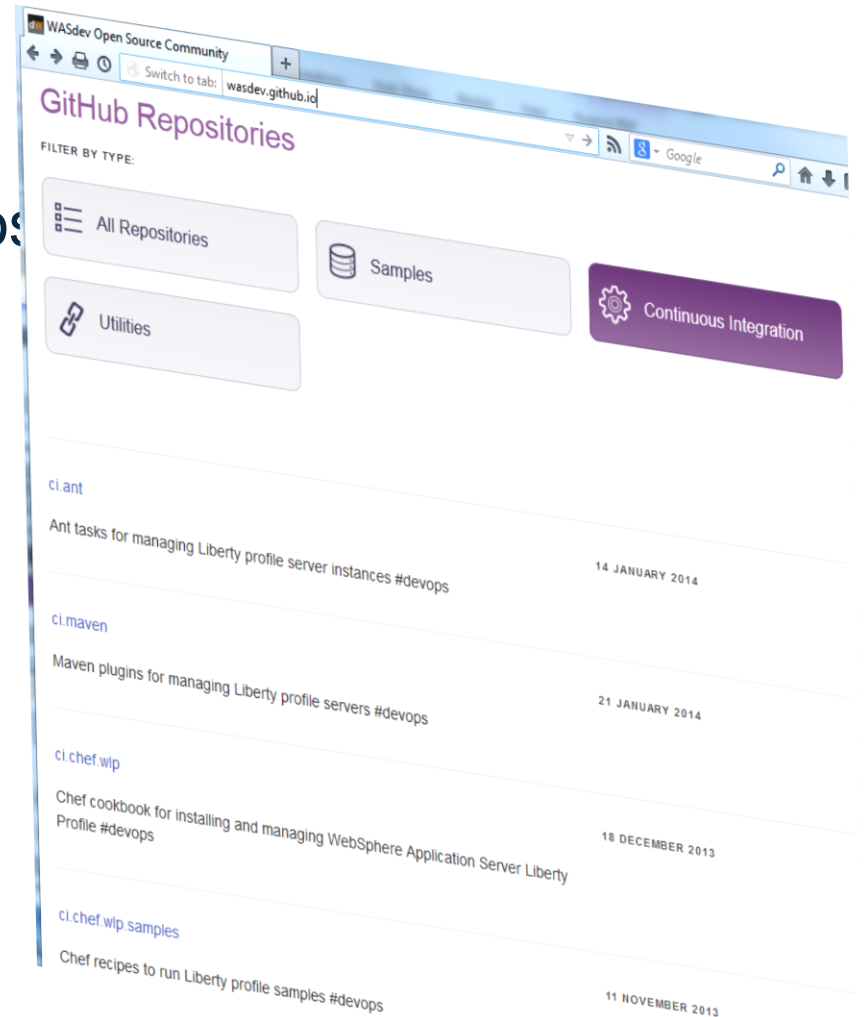 dW WASdev Open Source Community +
Switch to tab: wasdev.github.io
8 Google
GitHub Repositories
FILTER BY TYPE:
All Repositories
Samples
Continuous Integration
Utilities
ci.ant
Ant tasks for managing Liberty profile server instances #devops
14 JANUARY 2014
ci.maven
Maven plugins for managing Liberty profile servers #devops
21 JANUARY 2014
ci.chef.wlp
Chef cookbook for installing and managing WebSphere Application Server Liberty
Profile #devops
18 DECEMBER 2013
ci.chef.wlp.samples
Chef recipes to run Liberty profile samples #devops
11 NOVEMBER 2013